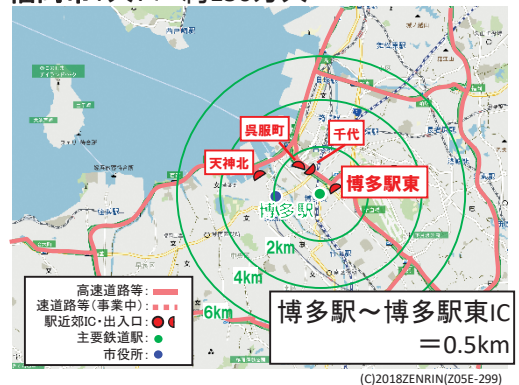 呉服町
千代
天神北
博多駅東
博多駅
2km
4km
6km
高速道路等:
速道路等(事業中):
駅近郊IC・出入口:
主要鉄道駅:
市役所:
博多駅~博多駅東IC
=0.5km
(C)2018ZENRIN(Z05E-299)